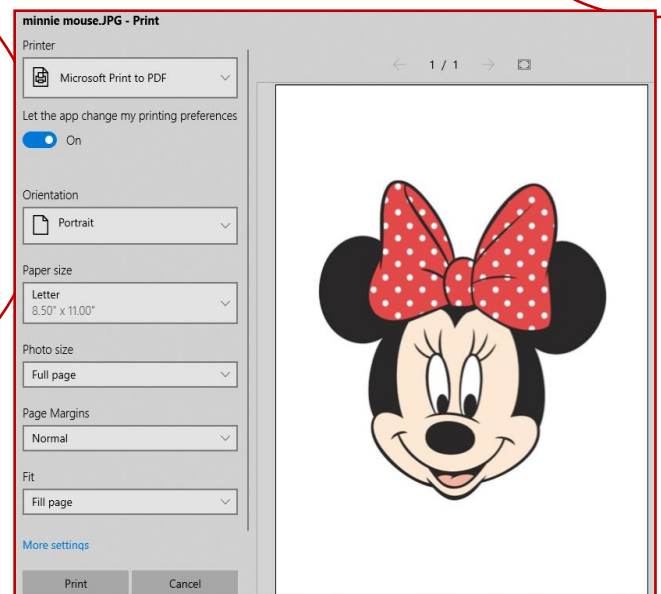 minnie mouse.JPG - Print
Printer
Microsoft Print to PDF
Let the app change my printing preferences
On
Orientation
Portrait
Paper size
Letter
8.50" x 11.00"
Photo size
Full page
Page Margins
Normal
Fit
Fill page
More settings
Print Cancel
1 / 1